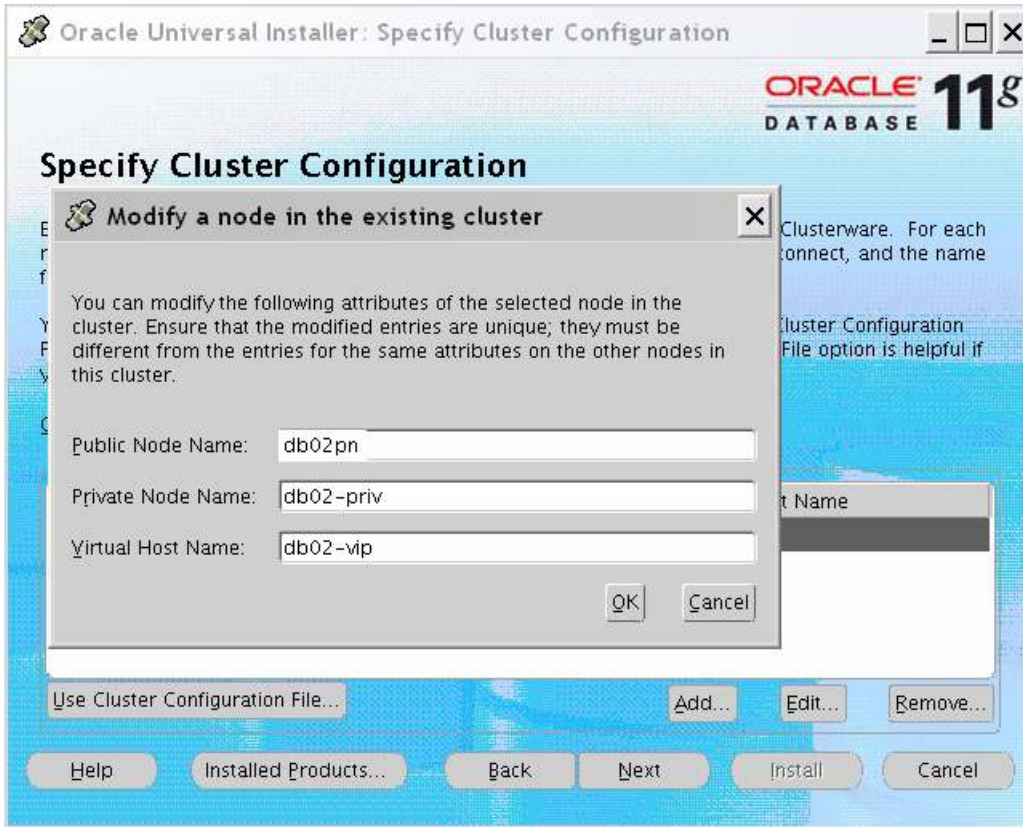 Oracle Universal Installer: Specify Cluster Configuration
ORACLE 11g
DATABASE
Specify Cluster Configuration
Modify a node in the existing cluster
Clusterware. For each
connect, and the name
You can modify the following attributes of the selected node in the
cluster. Ensure that the modified entries are unique; they must be
different from the entries for the same attributes on the other nodes in
this cluster.
Cluster Configuration
File option is helpful if
Public Node Name: db02pn
Private Node Name: db02-priv
Virtual Host Name: db02-vip
t Name
OK Cancel
Use Cluster Configuration File... Add... Edit... Remove...
Help Installed Products... Back Next Install Cancel